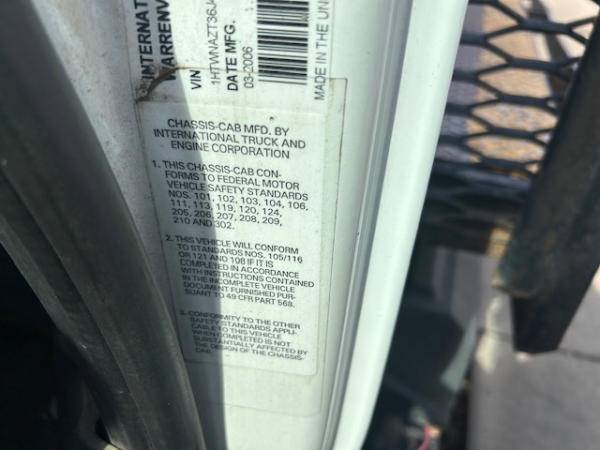 INTERNAT
WARRENV
VIN
1HTWNAZT36J
DATE MFG.
03-2006
MADE IN THE UN
CHASSIS-CAB MFD. BY
INTERNATIONAL TRUCK AND
ENGINE CORPORATION
1. THIS CHASSIS-CAB CON-
FORMS TO FEDERAL MOTOR
VEHICLE SAFETY STANDARDS
NOS. 101, 102, 103, 104, 106,
111, 113, 119, 120, 124,
205, 206, 207, 208, 209,
210 AND 302.
2. THIS VEHICLE WILL CONFORM
TO STANDARDS NOS. 105/116
OR 121 AND 108 IF IT IS
COMPLETED IN ACCORDANCE
WITH INSTRUCTIONS CONTAINED
IN THE INCOMPLETE VEHICLE
DOCUMENT FURNISHED PUR-
SUANT TO 49 CFR PART 568.
3. CONFORMITY TO THE OTHER
SAFETY STANDARDS APPLI-
CABLE TO THIS VEHICLE
WHEN COMPLETED IS NOT
SUBSTANTIALLY AFFECTED BY
THE DESIGN OF THE CHASSIS-
CAB.